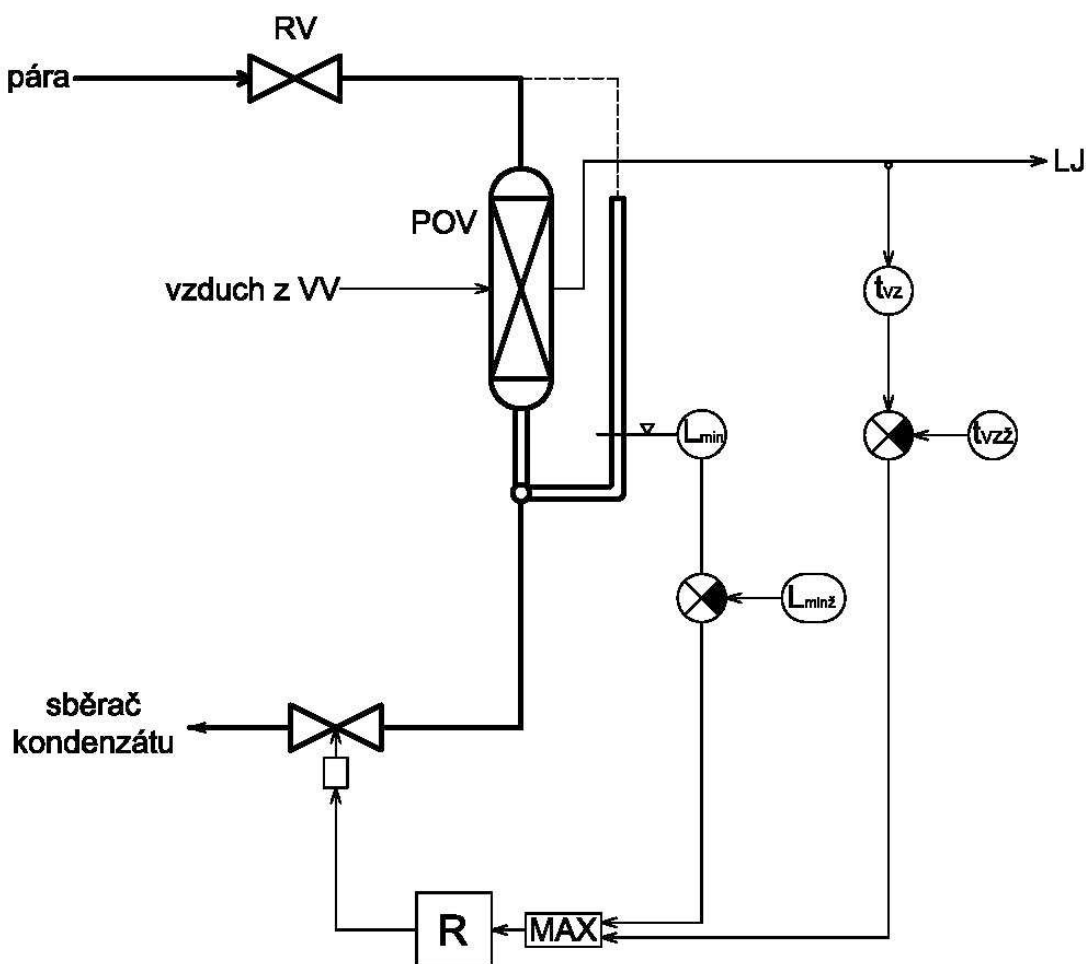 RV
pára
LJ
POV
vzduch z VV
tvz
Lmin
tvzž
Lminž
sběrač
kondenzátu
R
MAX